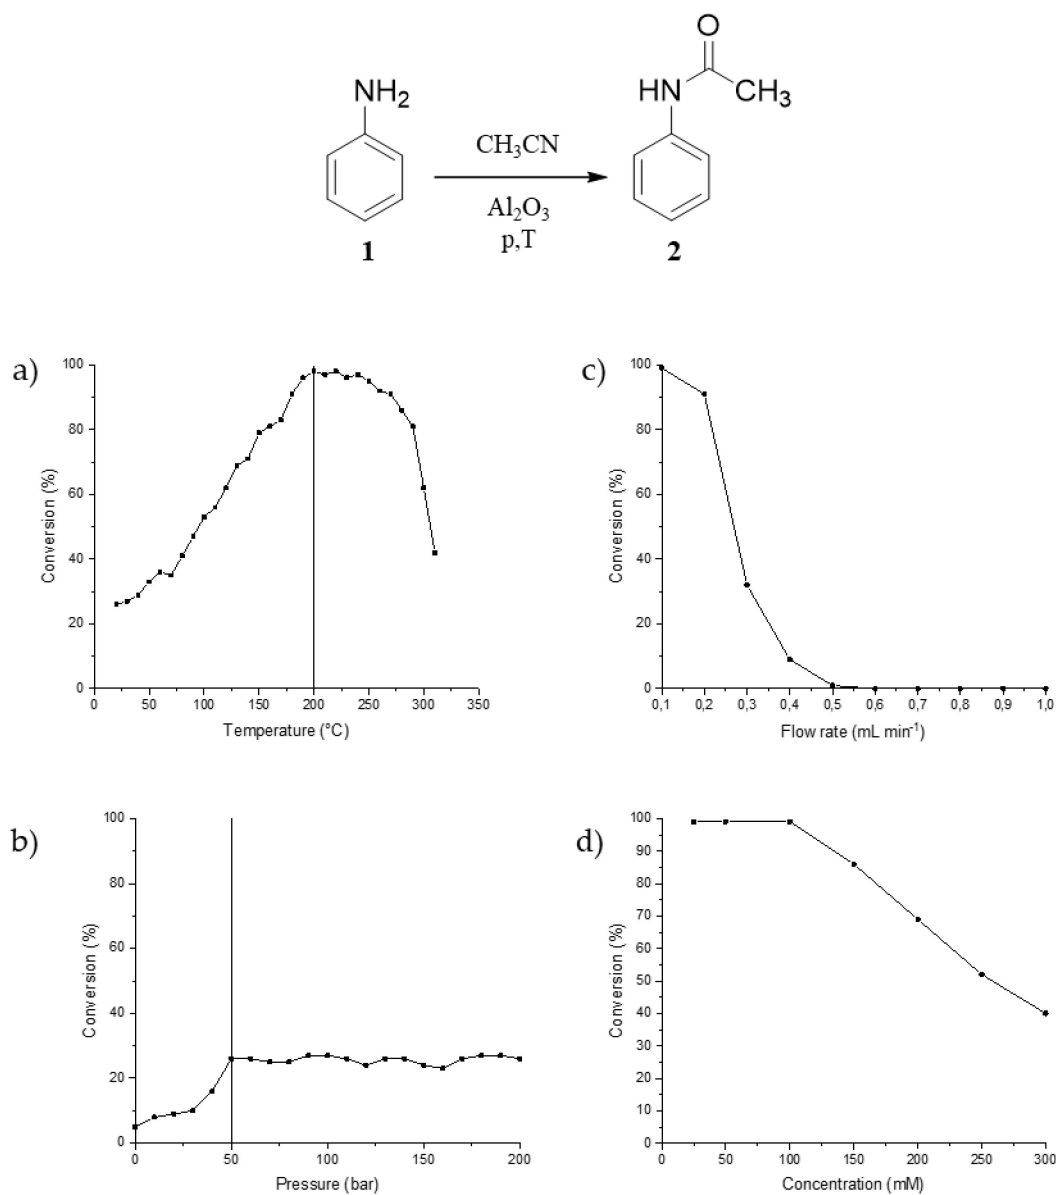 O
NH₂
HN
CH₃
CH₃CN
Al₂O₃
p,T
1
2
a)
100
80
60
40
20
0
Conversion (%)
0 50 100 150 200 250 300 350
Temperature (°C)
c)
100
80
60
40
20
0
Conversion (%)
0,1 0,2 0,3 0,4 0,5 0,6 0,7 0,8 0,9 1,0
Flow rate (mL min⁻¹)
b)
100
80
60
40
20
0
Conversion (%)
0 50 100 150 200
Pressure (bar)
d)
100
90
80
70
60
50
40
30
20
10
0
Conversion (%)
0 50 100 150 200 250 300
Concentration (mM)